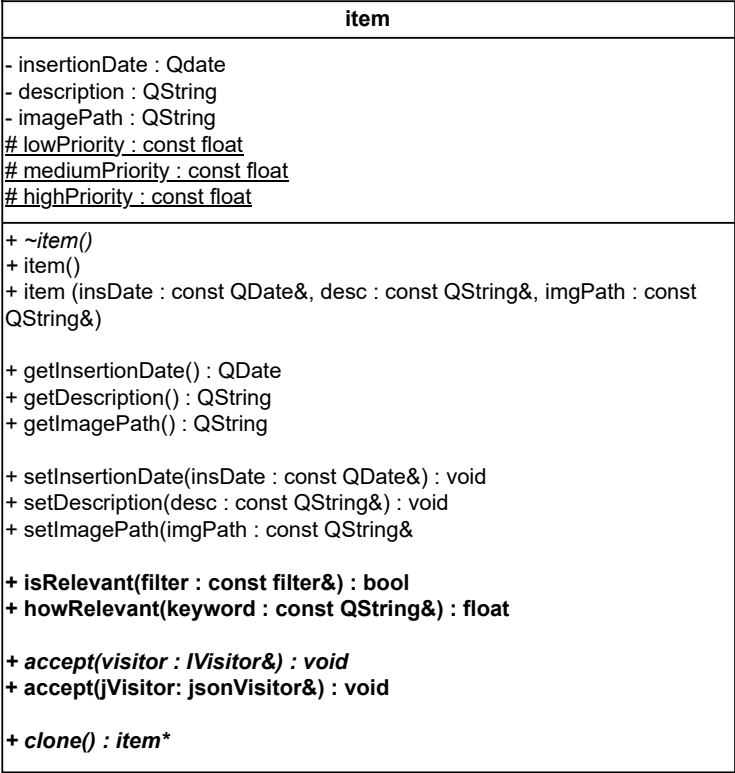 item
- insertionDate : Qdate
- description : QString
- imagePath : QString
# lowPriority : const float
# mediumPriority : const float
# highPriority : const float
+ ~item()
+ item()
+ item (insDate : const QDate&, desc : const QString&, imgPath : const
QString&)
+ getInsertionDate() : QDate
+ getDescription() : QString
+ getImagePath() : QString
+ setInsertionDate(insDate : const QDate&) : void
+ setDescription(desc : const QString&) : void
+ setImagePath(imgPath : const QString&
+ isRelevant(filter : const filter&) : bool
+ howRelevant(keyword : const QString&) : float
+ accept(visitor : IVisitor&) : void
+ accept(jVisitor: jsonVisitor&) : void
+ clone() : item*